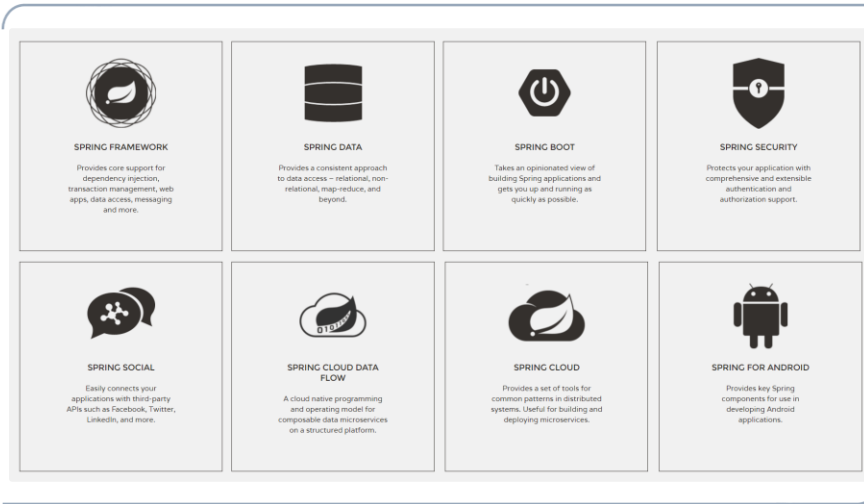 SPRING FRAMEWORK
Provides core support for
dependency injection,
transaction management, web
apps, data access, messaging
and more.
SPRING DATA
Provides a consistent approach
to data access – relational, non-
relational, map-reduce, and
beyond.
SPRING BOOT
Takes an opinionated view of
building Spring applications and
gets you up and running as
quickly as possible.
SPRING SECURITY
Protects your application with
comprehensive and extensible
authentication and
authorization support.
SPRING SOCIAL
Easily connects your
applications with third-party
APIs such as Facebook, Twitter,
LinkedIn, and more.
010
SPRING CLOUD DATA
FLOW
A cloud native programming
and operating model for
composable data microservices
on a structured platform.
SPRING CLOUD
Provides a set of tools for
common patterns in distributed
systems. Useful for building and
deploying microservices.
SPRING FOR ANDROID
Provides key Spring
components for use in
developing Android
applications.